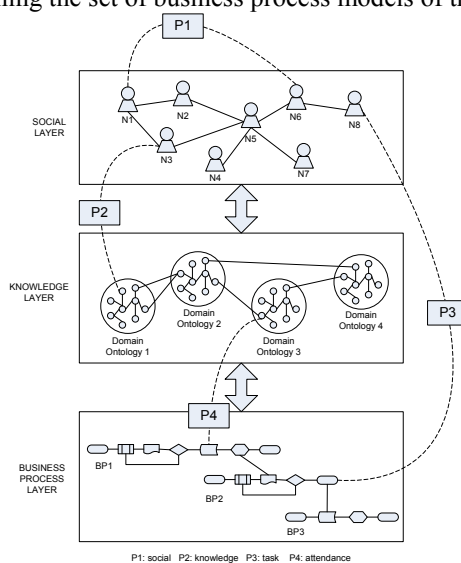 ning the set of business process models of th
P1
SOCIAL
LAYER
N1
N2
N3
N4
N5
N6
N7
N8
P2
KNOWLEDGE
LAYER
Domain
Ontology 1
Domain
Ontology 2
Domain
Ontology 3
Domain
Ontology 4
P3
P4
BUSINESS
PROCESS
LAYER
BP1
BP2
BP3
P1: social P2: knowledge P3: task P4: attendance